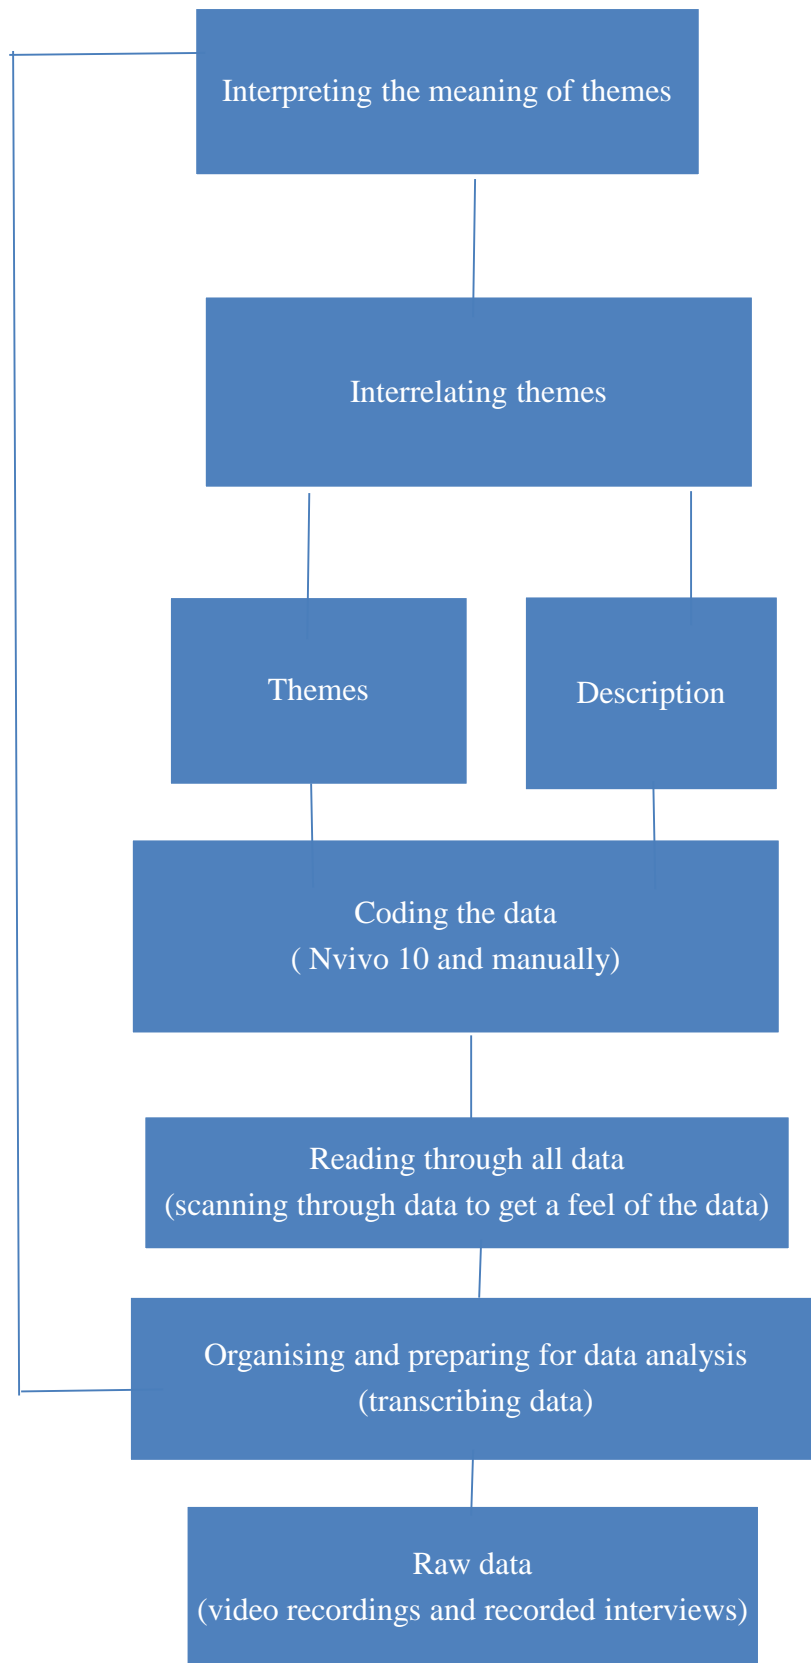 Interpreting the meaning of themes
Interrelating themes
Themes
Description
Coding the data
( Nvivo 10 and manually)
Reading through all data
(scanning through data to get a feel of the data)
Organising and preparing for data analysis
(transcribing data)
Raw data
(video recordings and recorded interviews)